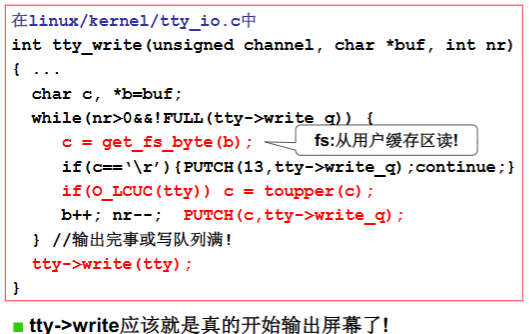 在linux/kernel/tty_io.c中
int tty_write(unsigned channel, char *buf, int nr)
{ ...
char c, *b=buf;
while(nr>0&&!FULL(tty->write_q)) {
c = get_fs_byte(b);
fs:从用户缓存区读!
if(c==‘\r’){PUTCH(13,tty->write_q);continue;}
if(O_LCUC(tty)) c = toupper(c);
b++; nr--; PUTCH(c,tty->write_q);
} //输出完事或写队列满!
tty->write(tty);
}
tty->write应该就是真的开始输出屏幕了!